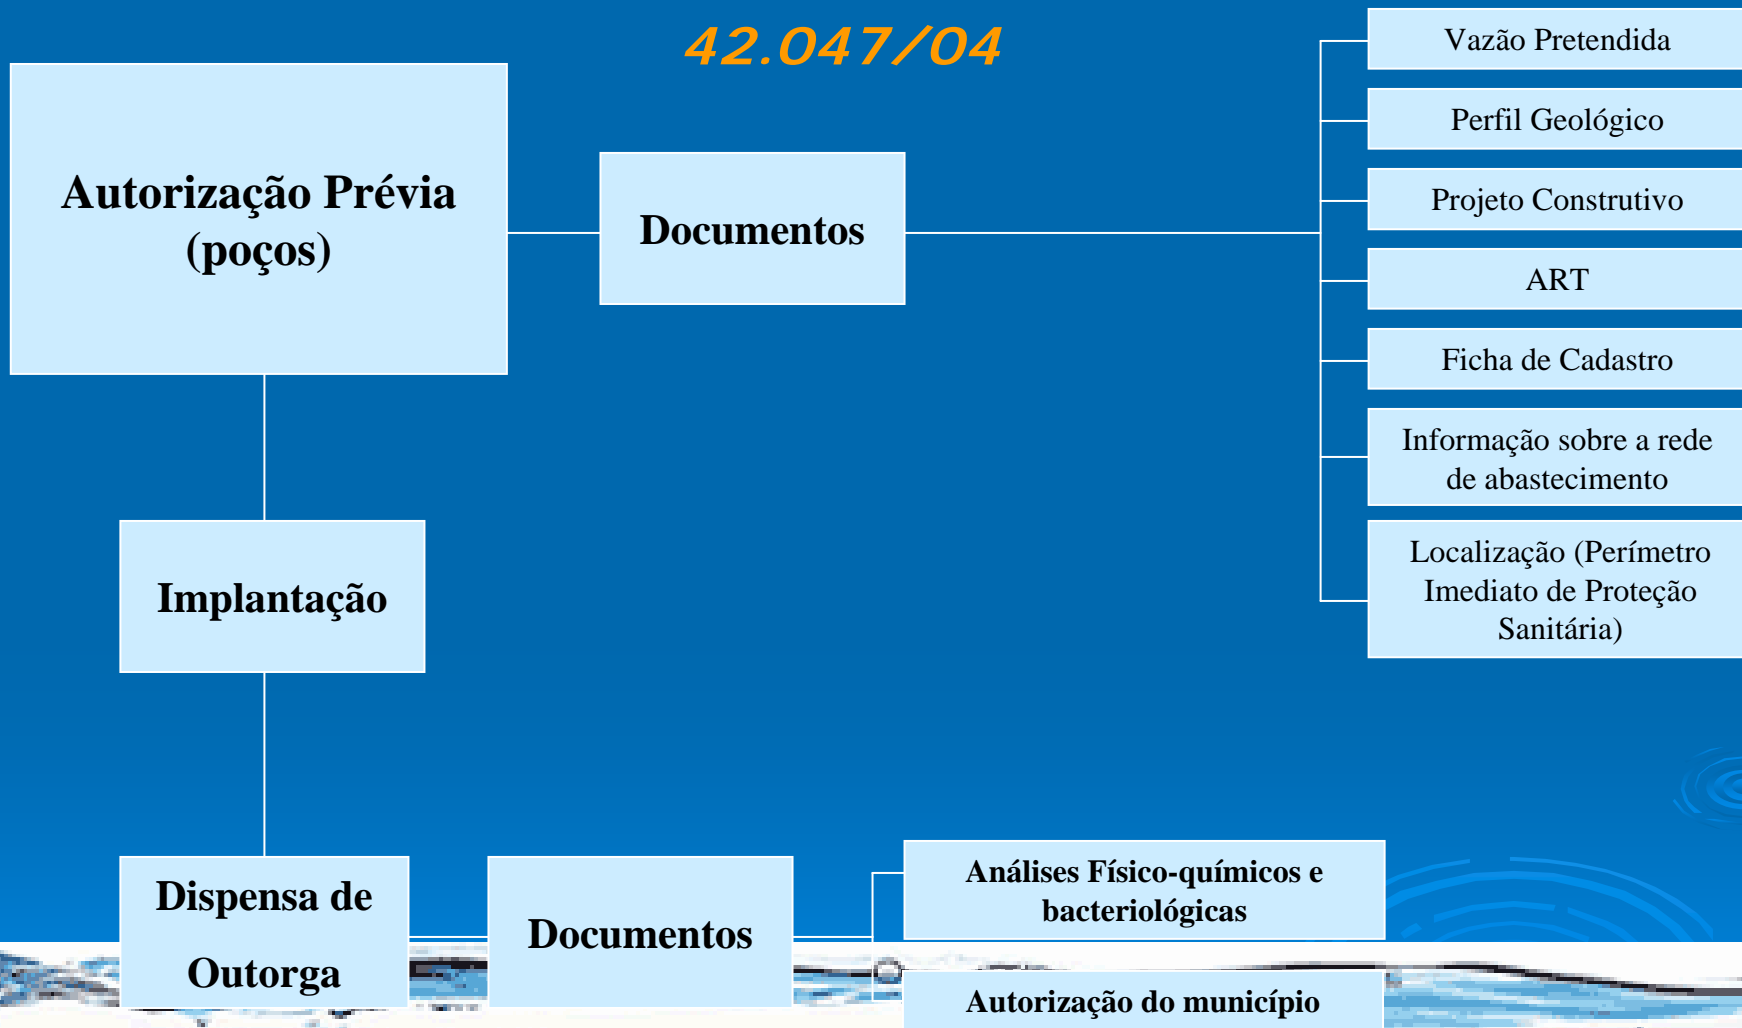 42.047/04
Autorização Prévia
(poços)
Documentos
Vazão Pretendida
Perfil Geológico
Projeto Construtivo
ART
Ficha de Cadastro
Informação sobre a rede
de abastecimento
Localização (Perímetro
Imediato de Proteção
Sanitária)
Implantação
Dispensa de
Outorga
Documentos
Análises Físico-químicos e
bacteriológicas
Autorização do município